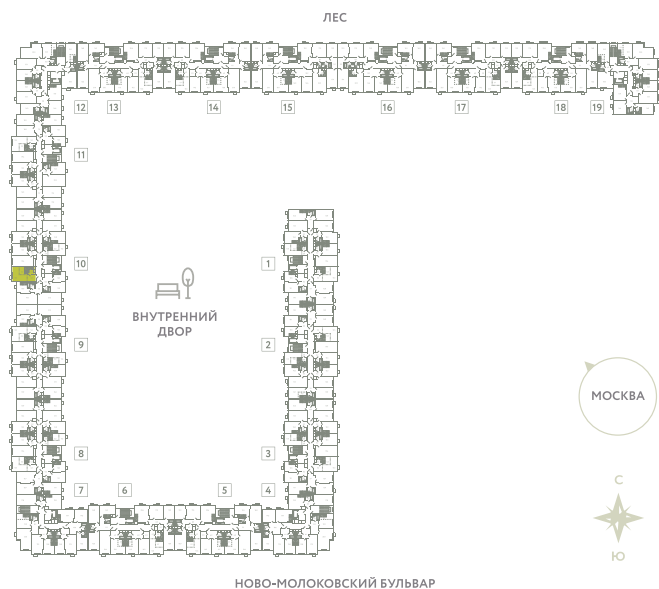 ЛЕС
12 13 14 15 16 17 18 19
11
10 1
ВНУТРЕННИЙ
ДВОР
9 2
МОСКВА
8 3
7 6 5 4
С
Ю
НОВО-МОЛОКОВСКИЙ БУЛЬВАР